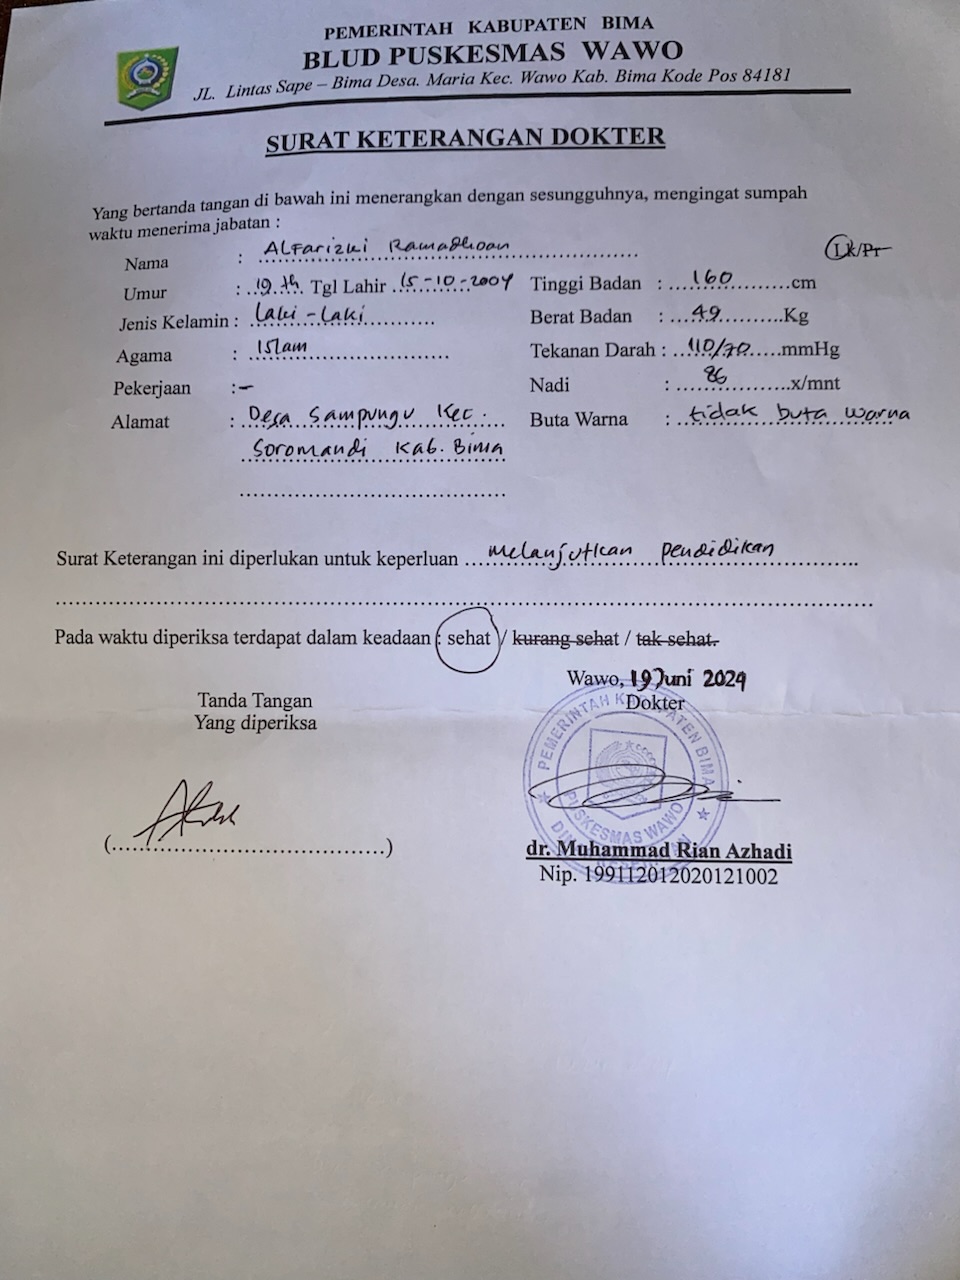 PEMERINTAH KABUPATEN BIMA
BLUD PUSKESMAS WAWO
JL. Lintas Sape – Bima Desa. Maria Kec. Wawo Kab. Bima Kode Pos 84181
SURAT KETERANGAN DOKTER
Yang bertanda tangan di bawah ini menerangkan dengan sesungguhnya, mengingat sumpah
waktu menerima jabatan :
Nama : ALFarizki Ramadhoan Lk/Pr
Umur : 19 th Tgl Lahir 15-10-2004 Tinggi Badan : 160 cm
Jenis Kelamin : Laki-Laki Berat Badan : 49 Kg
Agama : Islam Tekanan Darah : 110/70 mmHg
Pekerjaan : - Nadi : 86 x/mnt
Alamat : Desa Sampungu Kec. Buta Warna : tidak buta warna
Soromandi Kab. Bima
Surat Keterangan ini diperlukan untuk keperluan melanjutkan pendidikan
Pada waktu diperiksa terdapat dalam keadaan : sehat / kurang sehat / tak sehat.
Wawo, 19 Juni 2024
Tanda Tangan Dokter
Yang diperiksa
PEMERINTAH KABUPATEN BIMA
PUSKESMAS WAWO
(....................................)
dr. Muhammad Rian Azhadi
Nip. 199112012020121002